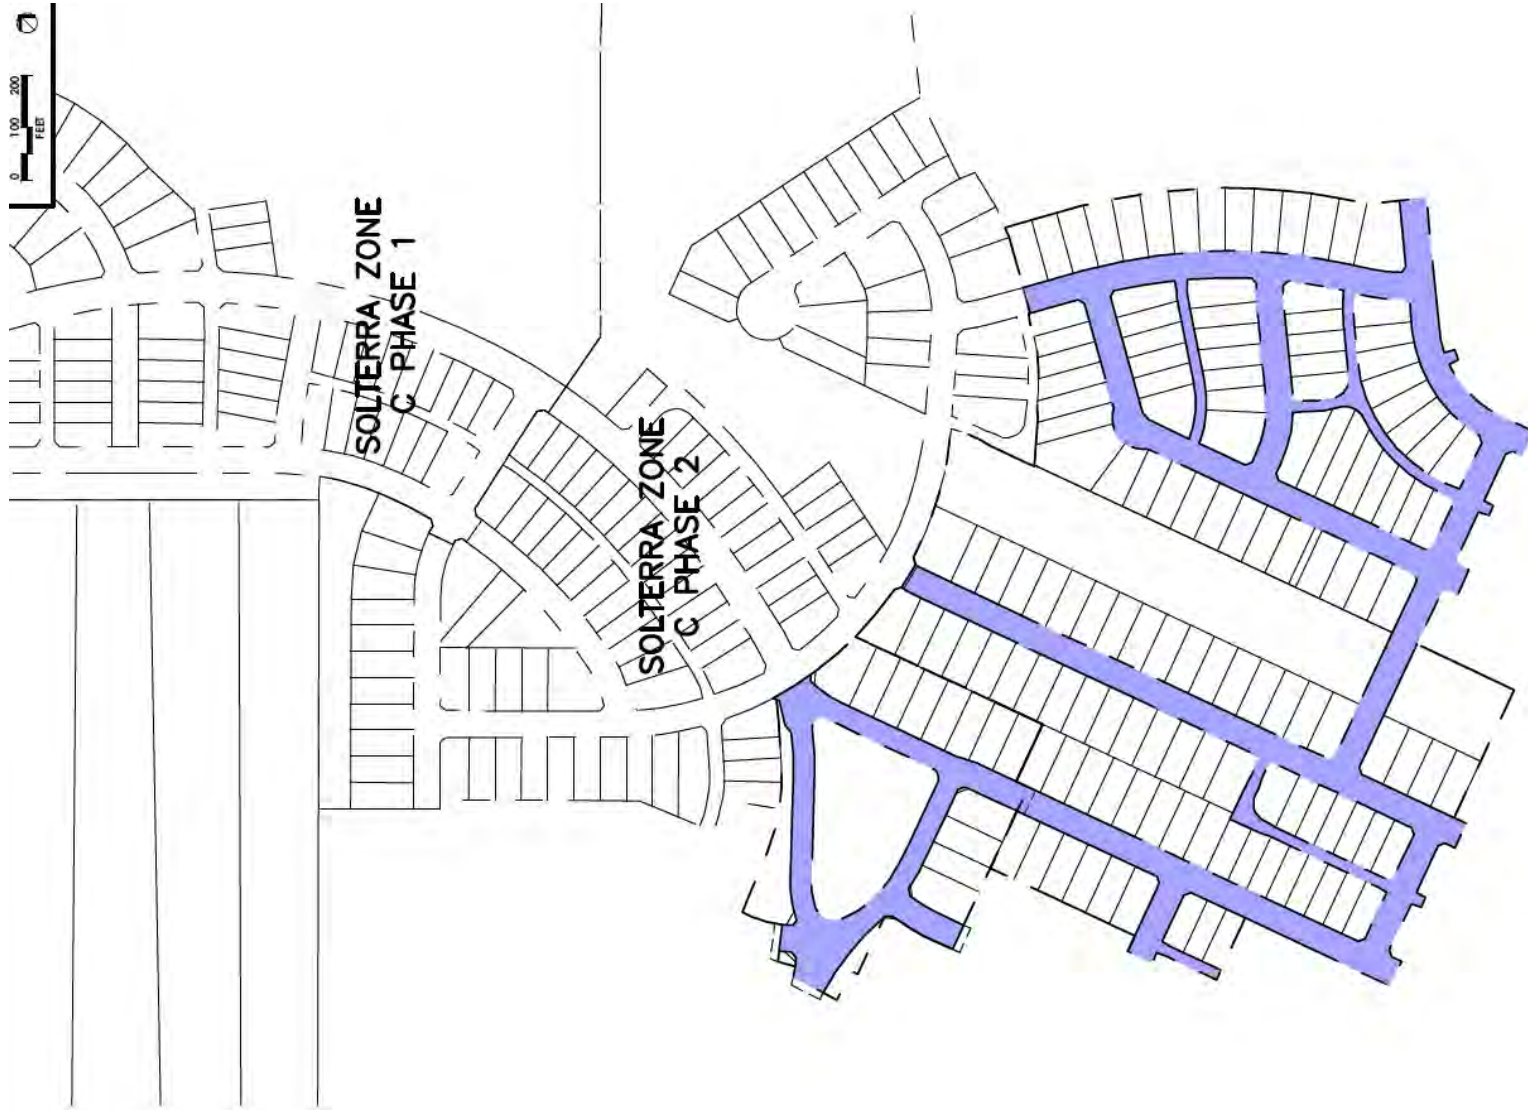 0 100 200
FEET
SOLTERRA ZONE
C PHASE 1
SOLTERRA ZONE
C PHASE 2